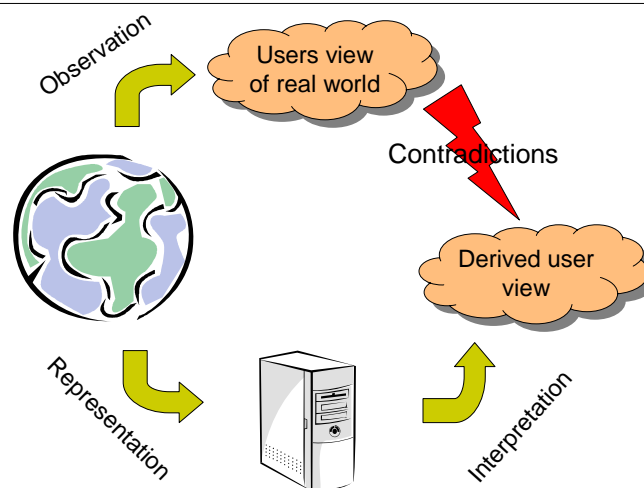 Observation
Users view
of real world
Contradictions
Derived user
view
Representation
Interpretation